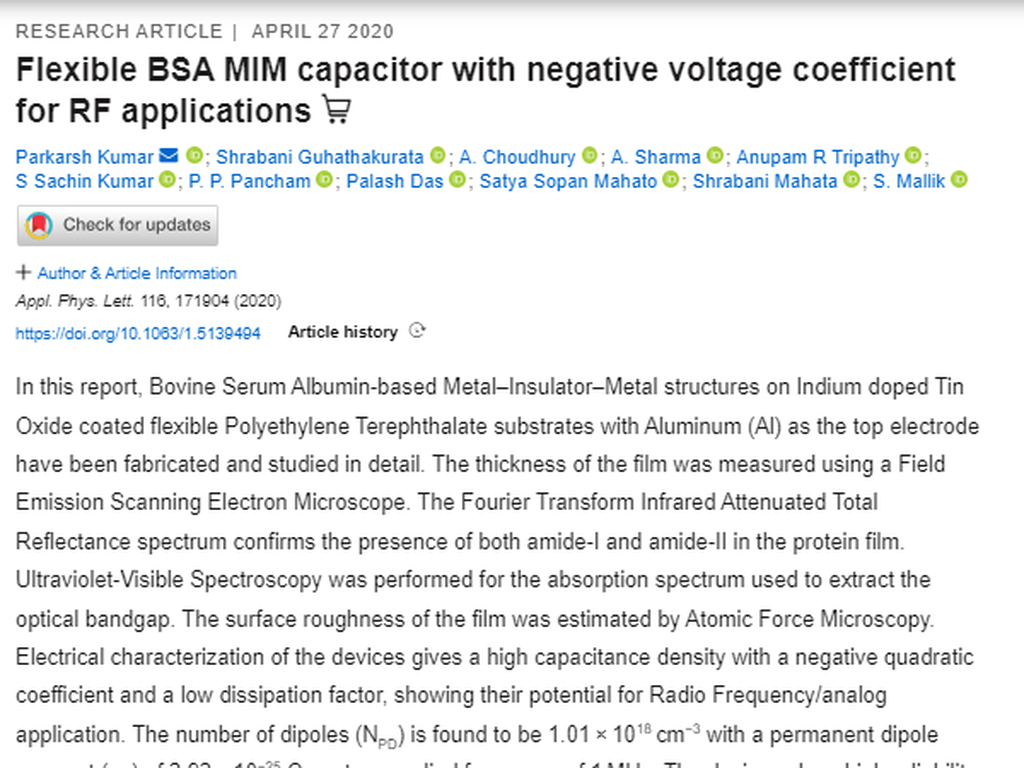 RESEARCH ARTICLE | APRIL 27 2020
Flexible BSA MIM capacitor with negative voltage coefficient
for RF applications
Parkarsh Kumar; Shrabani Guhathakurata; A. Choudhury; A. Sharma; Anupam R Tripathy;
S Sachin Kumar; P. P. Pancham; Palash Das; Satya Sopan Mahato; Shrabani Mahata; S. Mallik
Check for updates
+ Author & Article Information
Appl. Phys. Lett. 116, 171904 (2020)
https://doi.org/10.1063/1.5139494 Article history
In this report, Bovine Serum Albumin-based Metal–Insulator–Metal structures on Indium doped Tin
Oxide coated flexible Polyethylene Terephthalate substrates with Aluminum (Al) as the top electrode
have been fabricated and studied in detail. The thickness of the film was measured using a Field
Emission Scanning Electron Microscope. The Fourier Transform Infrared Attenuated Total
Reflectance spectrum confirms the presence of both amide-I and amide-II in the protein film.
Ultraviolet-Visible Spectroscopy was performed for the absorption spectrum used to extract the
optical bandgap. The surface roughness of the film was estimated by Atomic Force Microscopy.
Electrical characterization of the devices gives a high capacitance density with a negative quadratic
coefficient and a low dissipation factor, showing their potential for Radio Frequency/analog
application. The number of dipoles (N_PD) is found to be 1.01 × 10¹⁸ cm⁻³ with a permanent dipole